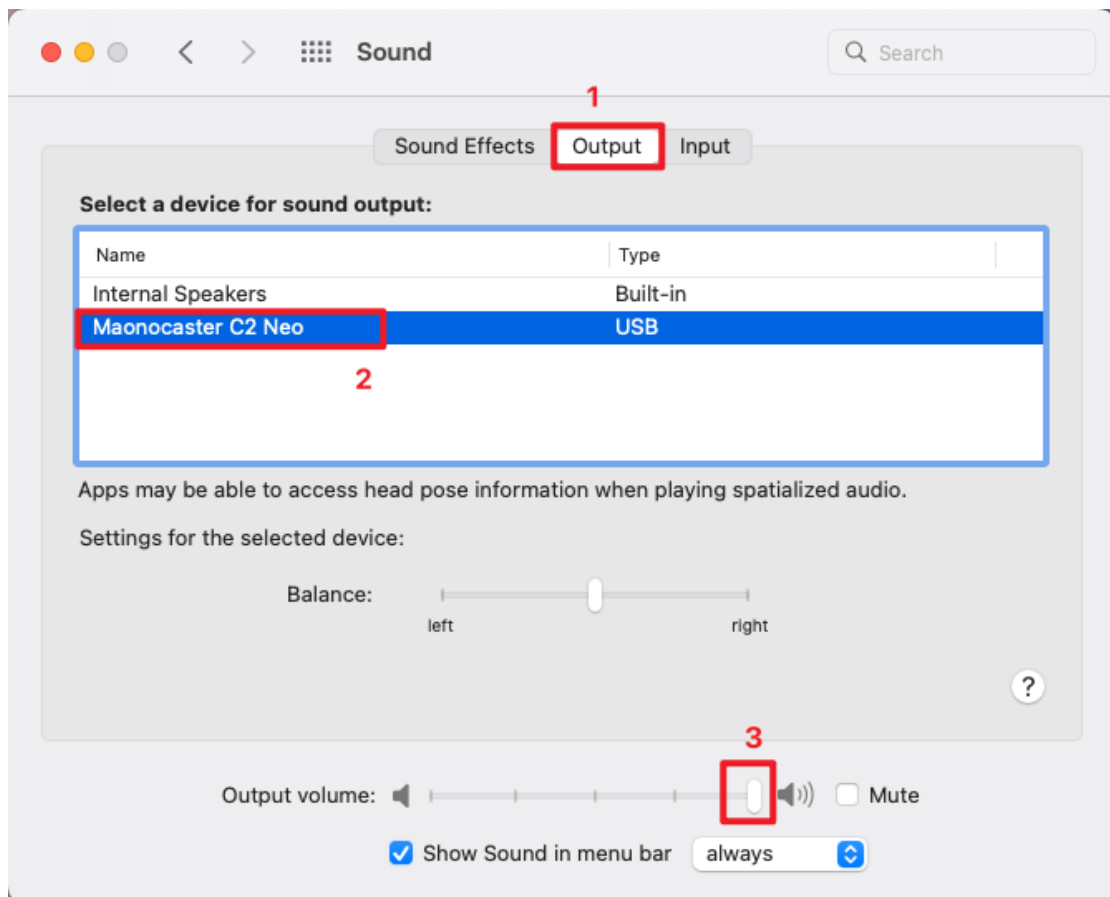 Sound
Search
1
Sound Effects Output Input
Select a device for sound output:
Name Type
Internal Speakers Built-in
Maonocaster C2 Neo USB
2
Apps may be able to access head pose information when playing spatialized audio.
Settings for the selected device:
Balance:
left right
?
3
Output volume: Mute
Show Sound in menu bar always